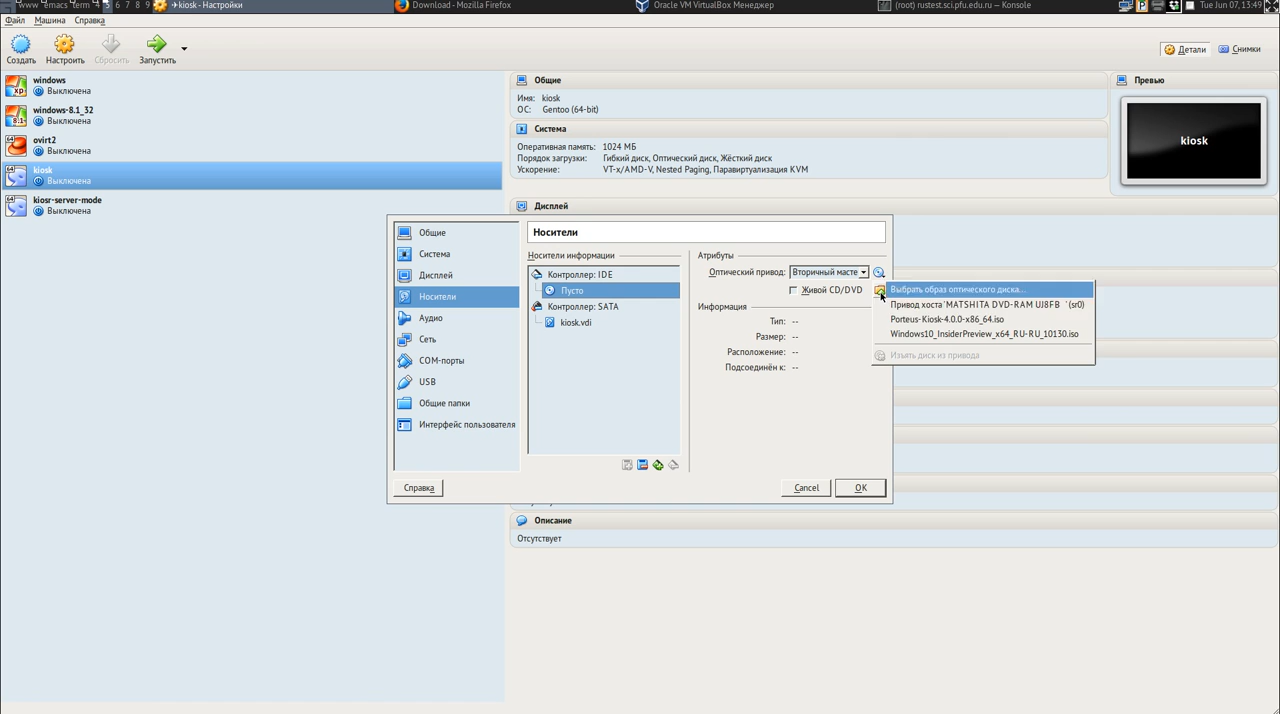 www emacs Term 4 5 6 7 8 9
kiosk - Настройки
Download - Mozilla Firefox
Oracle VM VirtualBox Менеджер
(root) rustest.sci.pfu.edu.ru — Konsole
Tue Jun 07, 13:49
Файл Машина Справка
Создать Настроить Сбросить Запустить
Детали Снимки
windows
Выключена
windows-8.1_32
Выключена
ovirt2
Выключена
kiosk
Выключена
kiosr-server-mode
Выключена
Общие
Имя: kiosk
ОС: Gentoo (64-bit)
Система
Оперативная память: 1024 МБ
Порядок загрузки: Гибкий диск, Оптический диск, Жёсткий диск
Ускорение: VT-x/AMD-V, Nested Paging, Паравиртуализация KVM
Превью
kiosk
Дисплей
Общие
Система
Дисплей
Носители
Аудио
Сеть
COM-порты
USB
Общие папки
Интерфейс пользователя
Носители
Носители информации
Контроллер: IDE
Пусто
Контроллер: SATA
kiosk.vdi
Атрибуты
Оптический привод: Вторичный масте
Живой CD/DVD
Информация
Тип: --
Размер: --
Расположение: --
Подсоединён к: --
Выбрать образ оптического диска...
Привод хоста 'MATSHITA DVD-RAM UJ8FB ' (sr0)
Porteus-Kiosk-4.0.0-x86_64.iso
Windows10_InsiderPreview_x64_RU-RU_10130.iso
Изъять диск из привода
Справка Cancel OK
Описание
Отсутствует